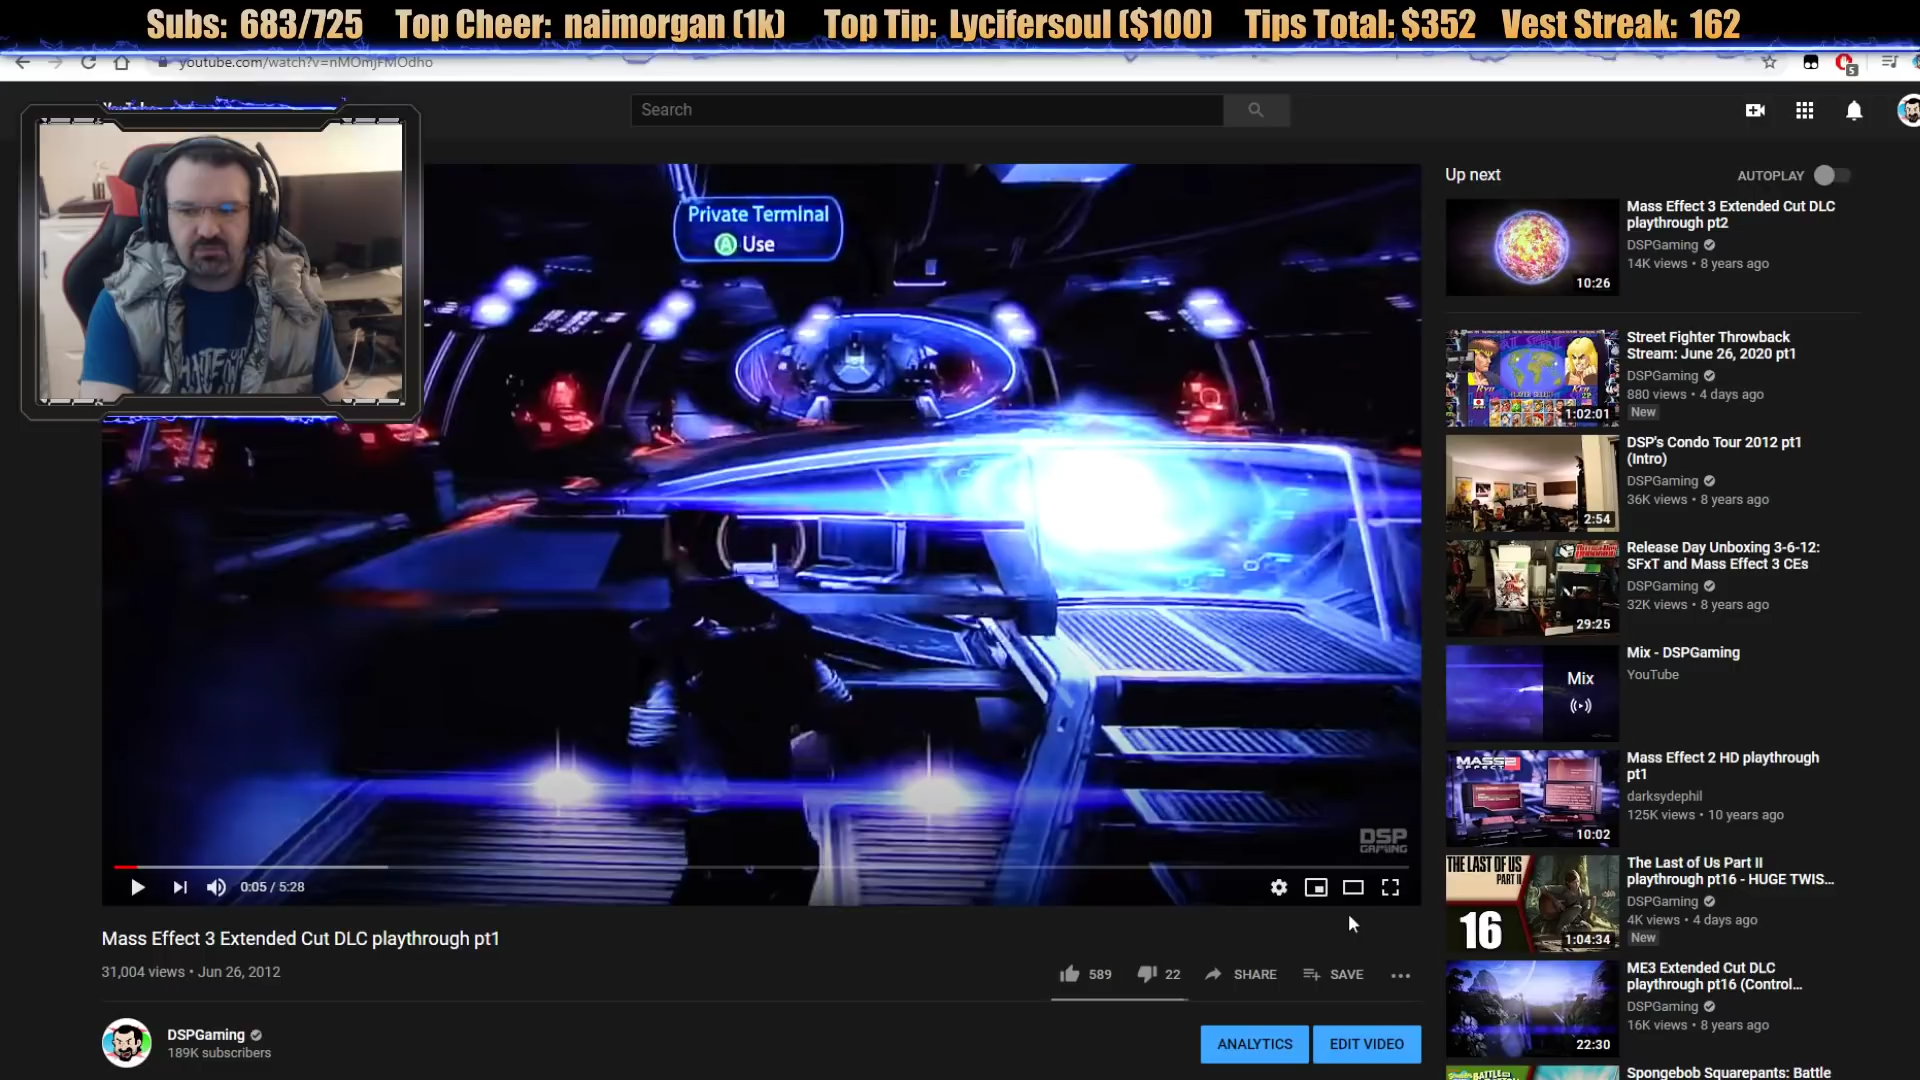 Subs: 683/725 Top Cheer: naimorgan (1k) Top Tip: Lycifersoul ($100) Tips Total: $352 Vest Streak: 162
youtube.com/watch?v=nMOmjFMOdho
5
Search
Private Terminal
A Use
DSP
GAMING
0:05 / 5:28
Mass Effect 3 Extended Cut DLC playthrough pt1
31,004 views • Jun 26, 2012
589
22
SHARE
SAVE
DSPGaming
189K subscribers
ANALYTICS
EDIT VIDEO
Up next
AUTOPLAY
10:26
Mass Effect 3 Extended Cut DLC
playthrough pt2
DSPGaming
14K views • 8 years ago
1:02:01
Street Fighter Throwback
Stream: June 26, 2020 pt1
DSPGaming
880 views • 4 days ago
New
2:54
DSP's Condo Tour 2012 pt1
(Intro)
DSPGaming
36K views • 8 years ago
29:25
Release Day Unboxing 3-6-12:
SFxT and Mass Effect 3 CEs
DSPGaming
32K views • 8 years ago
Mix
Mix - DSPGaming
YouTube
MASS
10:02
Mass Effect 2 HD playthrough
pt1
darksydephil
125K views • 10 years ago
THE LAST OF US
PART II
16
1:04:34
The Last of Us Part II
playthrough pt16 - HUGE TWIS...
DSPGaming
4K views • 4 days ago
New
22:30
ME3 Extended Cut DLC
playthrough pt16 (Control...
DSPGaming
16K views • 8 years ago
Spongebob Squarepants: Battle